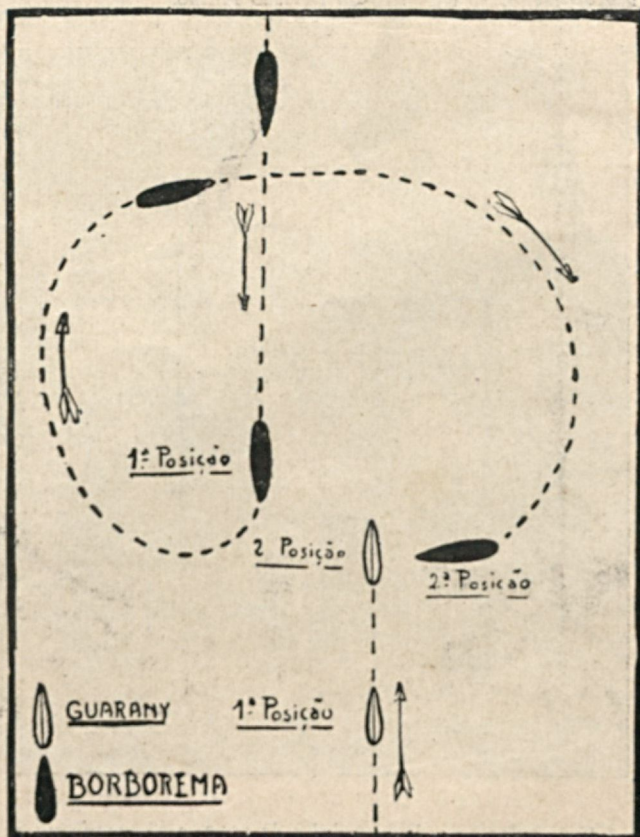 1ª Posição
2 Posição
2ª Posição
GUARANY
1ª Posição
BORBOREMA